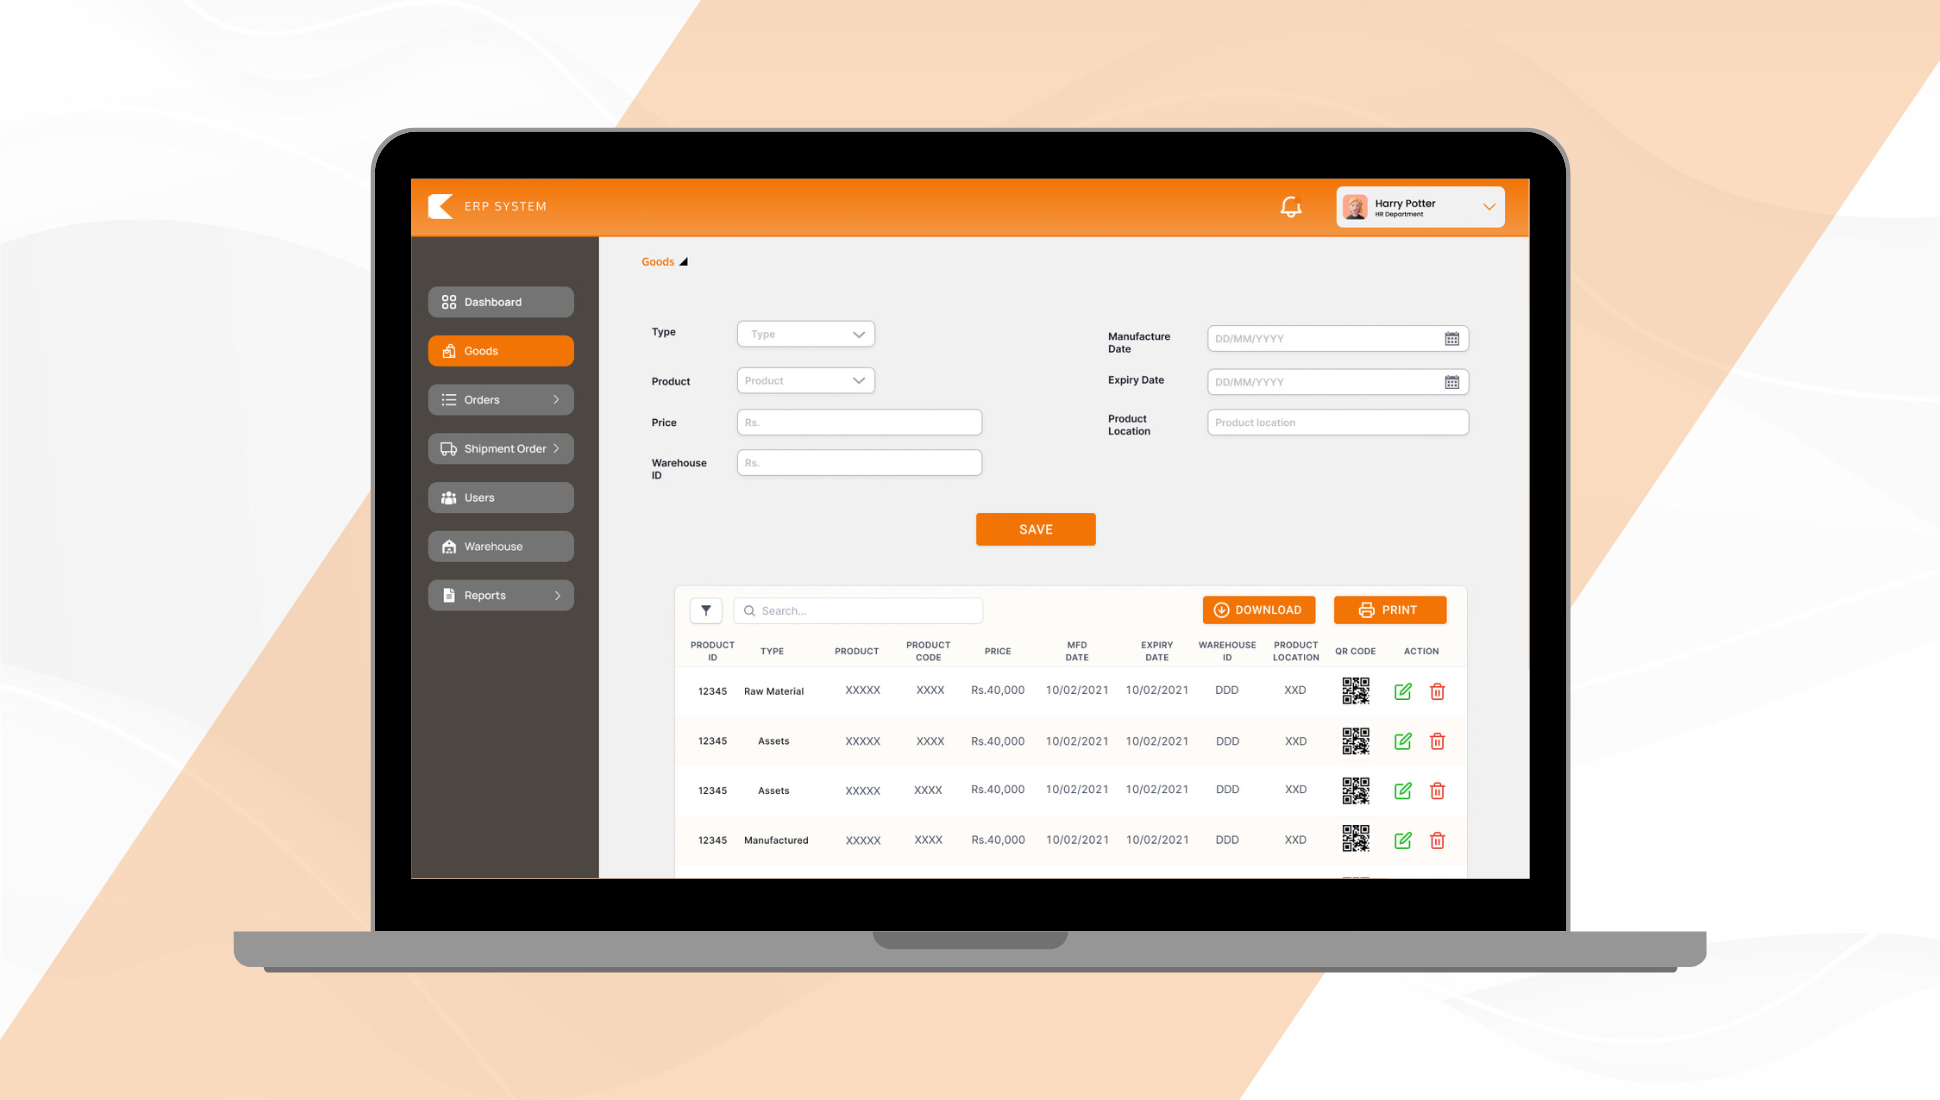 ERP SYSTEM
Harry Potter
HR Department
Goods
Dashboard
Goods
Orders
Shipment Order
Users
Warehouse
Reports
Type
Type
Product
Product
Price
Rs.
Warehouse
ID
Rs.
Manufacture
Date
DD/MM/YYYY
Expiry Date
DD/MM/YYYY
Product
Location
Product location
SAVE
Search...
DOWNLOAD
PRINT
PRODUCT ID TYPE PRODUCT PRODUCT CODE PRICE MFD DATE EXPIRY DATE WAREHOUSE ID PRODUCT LOCATION QR CODE ACTION
12345 Raw Material XXXXX XXXX Rs.40,000 10/02/2021 10/02/2021 DDD XXD
12345 Assets XXXXX XXXX Rs.40,000 10/02/2021 10/02/2021 DDD XXD
12345 Assets XXXXX XXXX Rs.40,000 10/02/2021 10/02/2021 DDD XXD
12345 Manufactured XXXXX XXXX Rs.40,000 10/02/2021 10/02/2021 DDD XXD